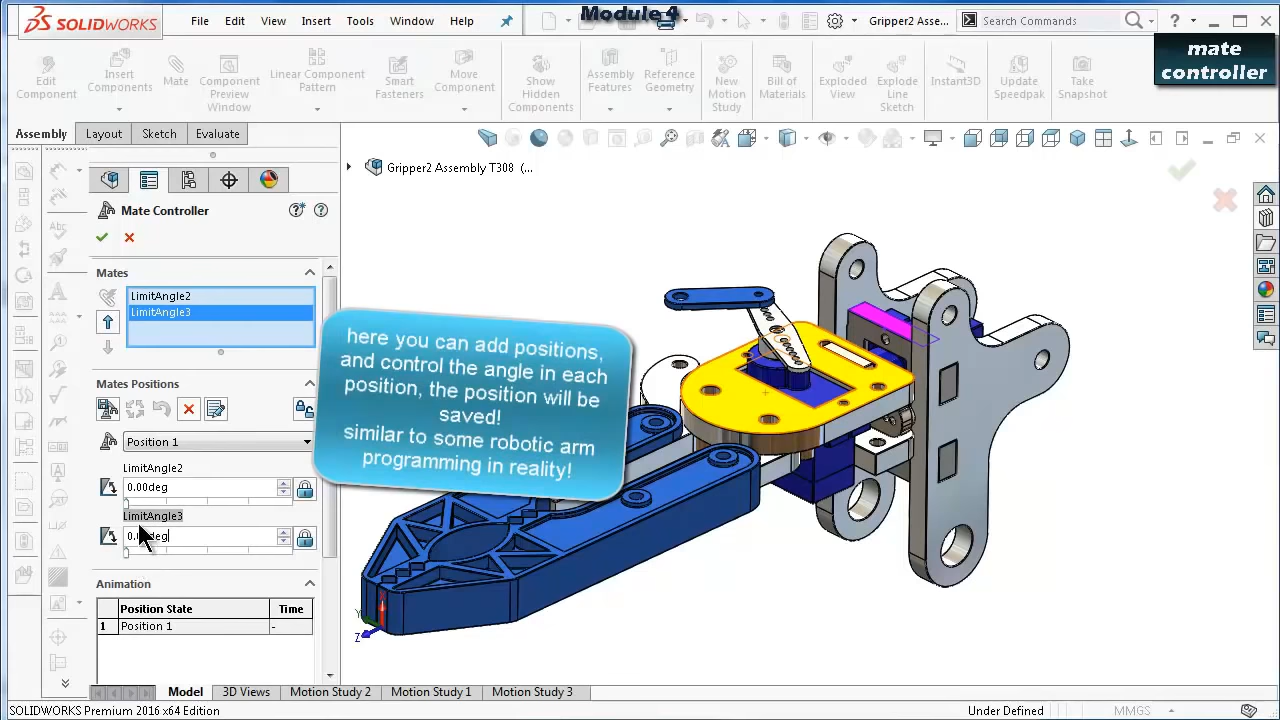 Module 4
SOLIDWORKS
File Edit View Insert Tools Window Help
Gripper2 Asse...
Search Commands
mate
controller
Edit
Component
Insert
Components
Mate
Component
Preview
Window
Linear Component
Pattern
Smart
Fasteners
Move
Component
Show
Hidden
Components
Assembly
Features
Reference
Geometry
New
Motion
Study
Bill of
Materials
Exploded
View
Explode
Line
Sketch
Instant3D
Update
Speedpak
Take
Snapshot
Assembly Layout Sketch Evaluate
Gripper2 Assembly T308 (...
Mate Controller
Mates
LimitAngle2
LimitAngle3
here you can add positions,
and control the angle in each
position, the position will be
saved!
similar to some robotic arm
programming in reality!
Mates Positions
Position 1
LimitAngle2
0.00deg
LimitAngle3
Animation
Position State Time
1 Position 1 -
Y
Z
Model 3D Views Motion Study 2 Motion Study 1 Motion Study 3
SOLIDWORKS Premium 2016 x64 Edition
Under Defined
MMGS